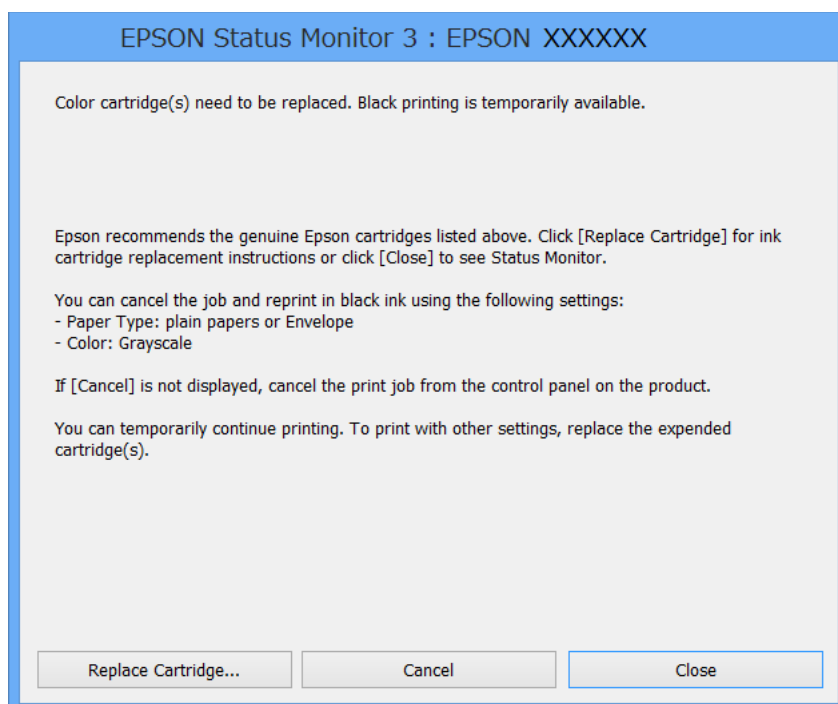 EPSON Status Monitor 3 : EPSON XXXXXX
Color cartridge(s) need to be replaced. Black printing is temporarily available.
Epson recommends the genuine Epson cartridges listed above. Click [Replace Cartridge] for ink
cartridge replacement instructions or click [Close] to see Status Monitor.
You can cancel the job and reprint in black ink using the following settings:
- Paper Type: plain papers or Envelope
- Color: Grayscale
If [Cancel] is not displayed, cancel the print job from the control panel on the product.
You can temporarily continue printing. To print with other settings, replace the expended
cartridge(s).
Replace Cartridge... Cancel Close